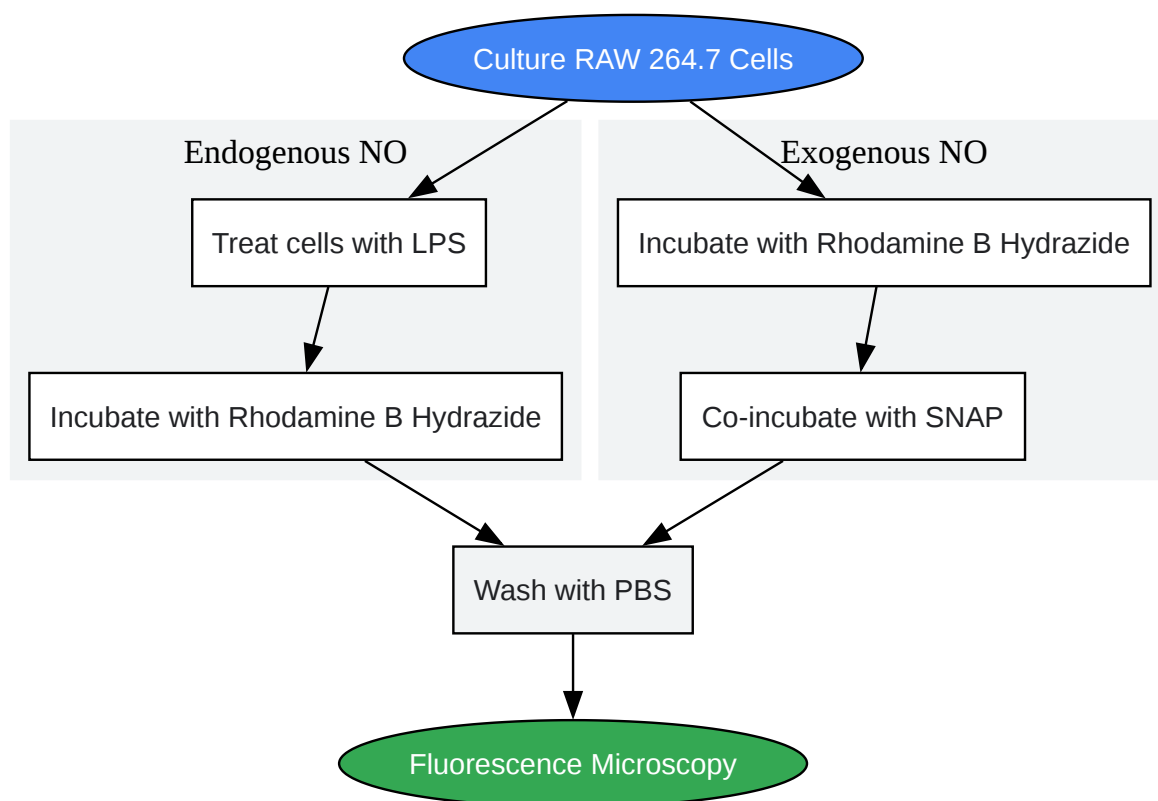 Culture RAW 264.7 Cells
Endogenous NO
Treat cells with LPS
Incubate with Rhodamine B Hydrazide
Exogenous NO
Incubate with Rhodamine B Hydrazide
Co-incubate with SNAP
Wash with PBS
Fluorescence Microscopy